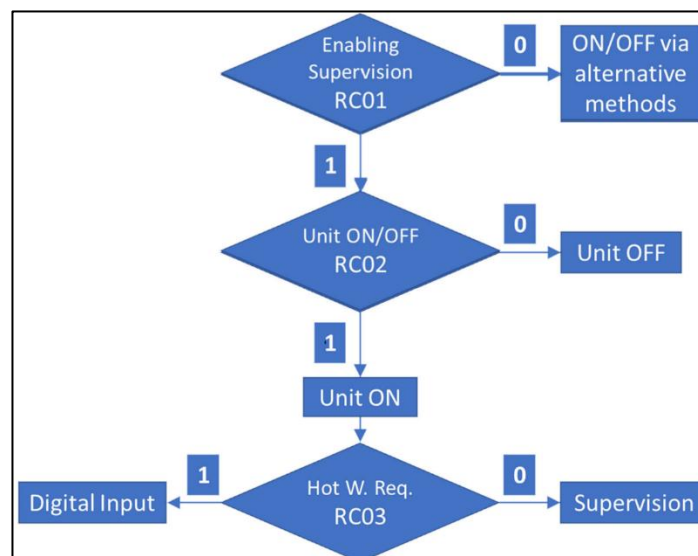 Enabling
Supervision
RC01
0
ON/OFF via
alternative
methods
1
Unit ON/OFF
RC02
0
Unit OFF
1
Unit ON
Hot W. Req.
RC03
1
Digital Input
0
Supervision